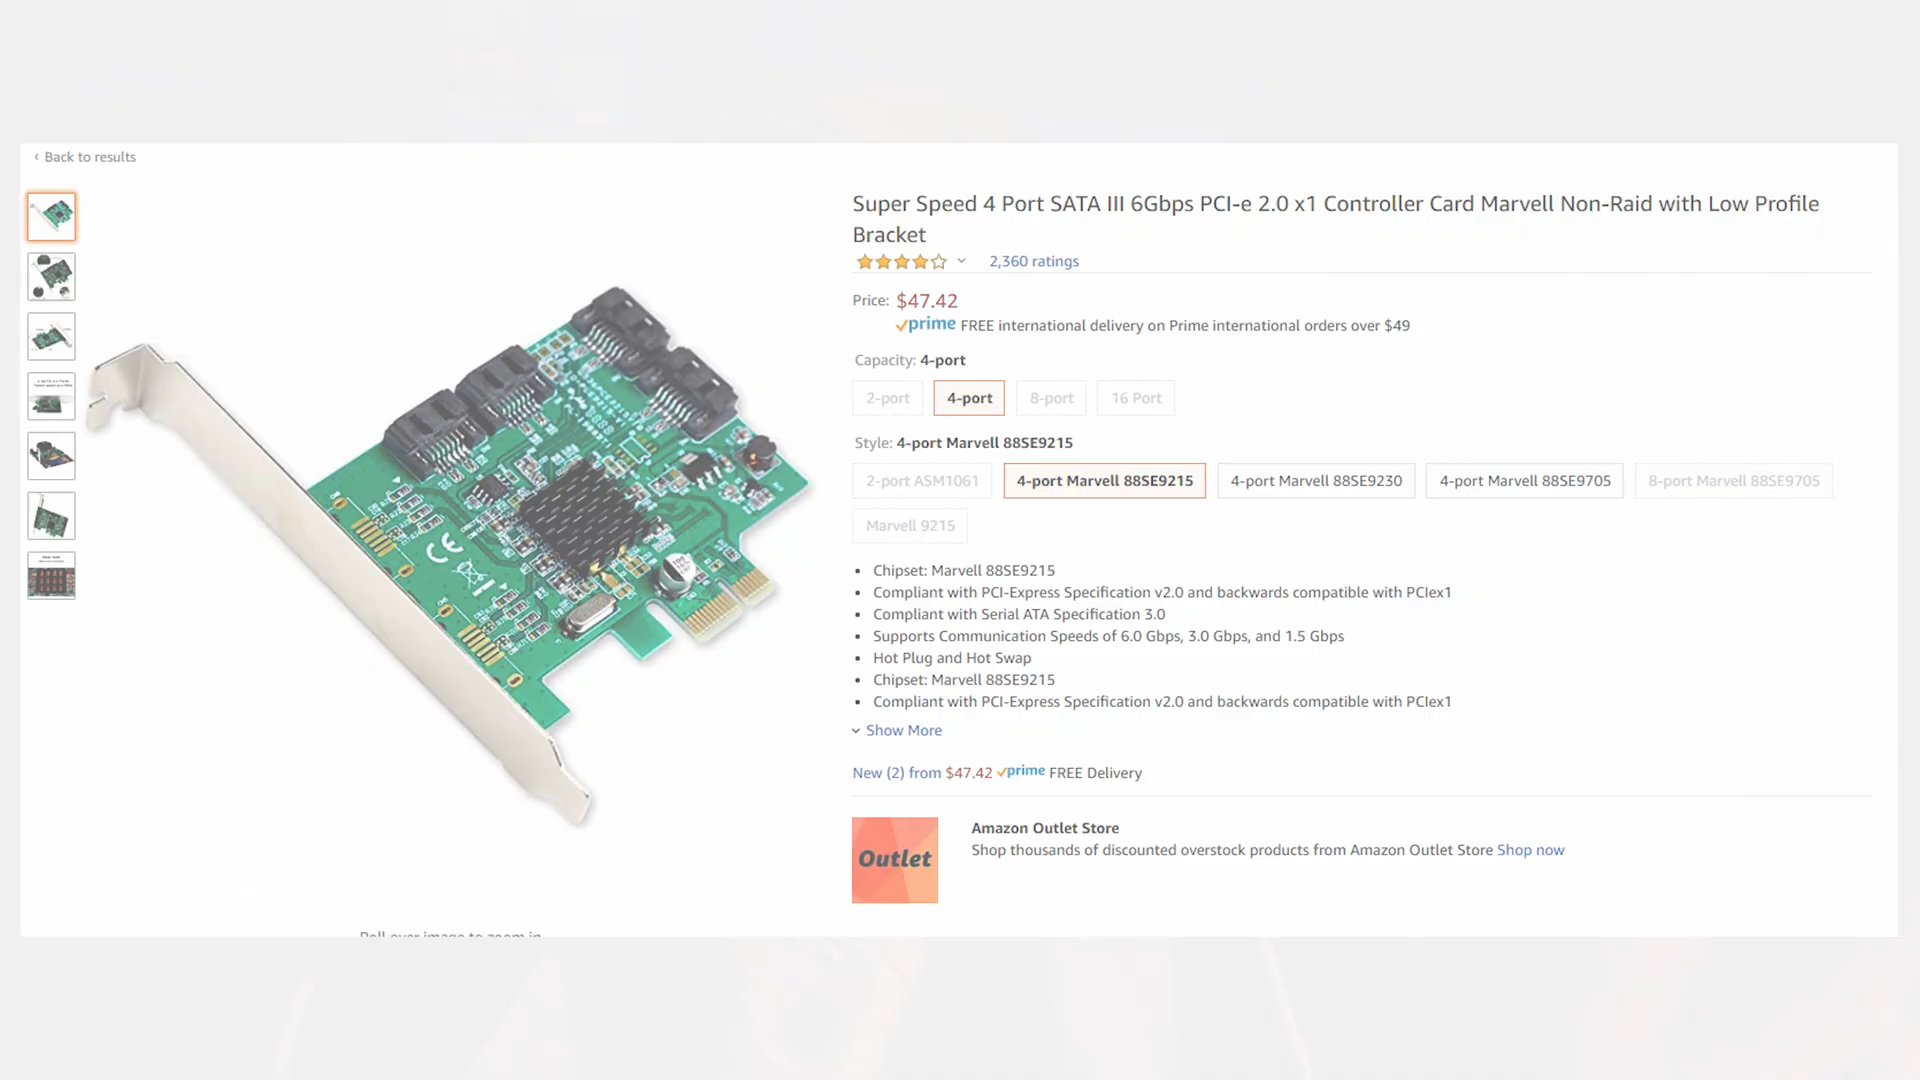 ‹ Back to results
Super Speed 4 Port SATA III 6Gbps PCI-e 2.0 x1 Controller Card Marvell Non-Raid with Low Profile
Bracket
2,360 ratings
Price: $47.42
prime FREE international delivery on Prime international orders over $49
Capacity: 4-port
2-port 4-port 8-port 16 Port
Style: 4-port Marvell 88SE9215
2-port ASM1061 4-port Marvell 88SE9215 4-port Marvell 88SE9230 4-port Marvell 88SE9705 8-port Marvell 88SE9705
Marvell 9215
• Chipset: Marvell 88SE9215
• Compliant with PCI-Express Specification v2.0 and backwards compatible with PCIex1
• Compliant with Serial ATA Specification 3.0
• Supports Communication Speeds of 6.0 Gbps, 3.0 Gbps, and 1.5 Gbps
• Hot Plug and Hot Swap
• Chipset: Marvell 88SE9215
• Compliant with PCI-Express Specification v2.0 and backwards compatible with PCIex1
Show More
New (2) from $47.42 prime FREE Delivery
Outlet
Amazon Outlet Store
Shop thousands of discounted overstock products from Amazon Outlet Store Shop now
Roll over image to zoom in
CE